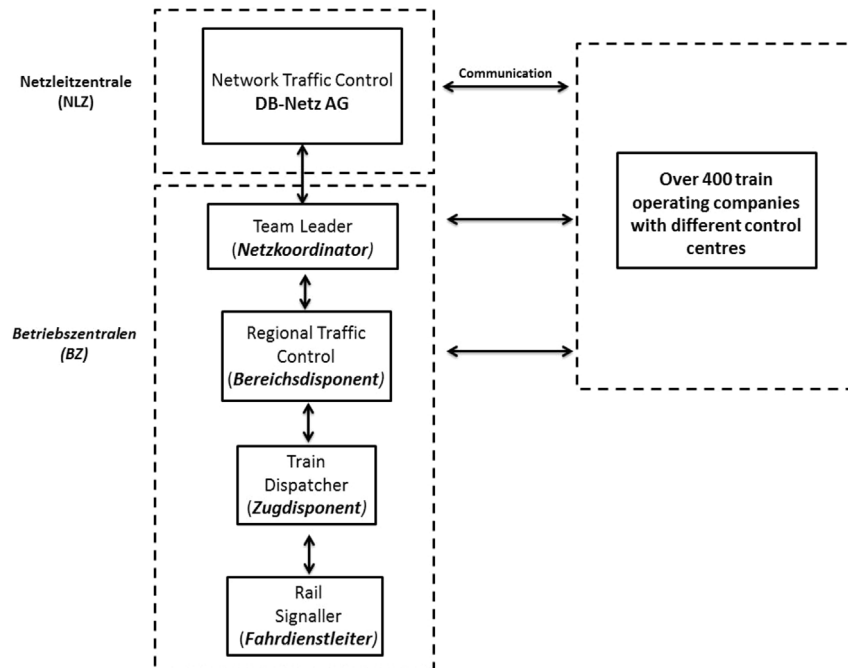 Netzleitzentrale
(NLZ)
Network Traffic Control
DB-Netz AG
Communication
Over 400 train
operating companies
with different control
centres
Betriebszentralen
(BZ)
Team Leader
(Netzkoordinator)
Regional Traffic
Control
(Bereichsdisponent)
Train
Dispatcher
(Zugdisponent)
Rail
Signaller
(Fahrdienstleiter)